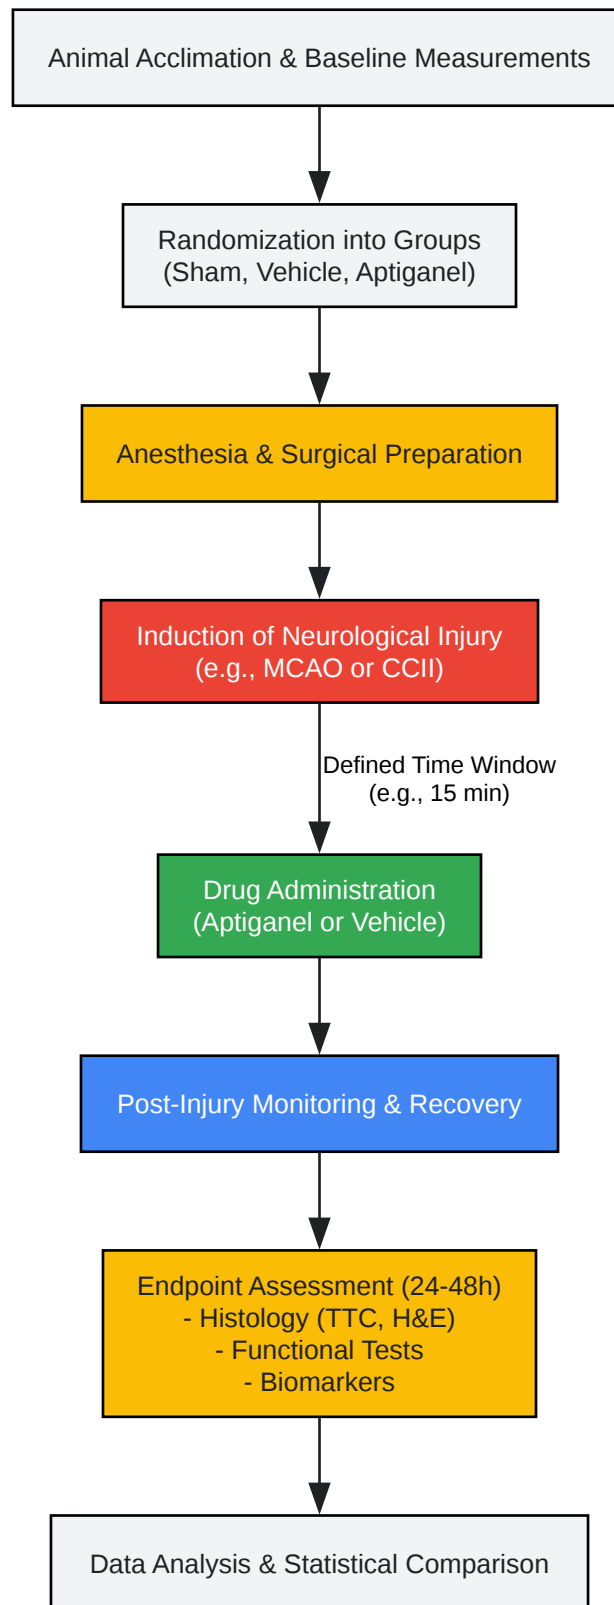 Animal Acclimation & Baseline Measurements
Randomization into Groups
(Sham, Vehicle, Aptiganel)
Anesthesia & Surgical Preparation
Induction of Neurological Injury
(e.g., MCAO or CCII)
Defined Time Window
(e.g., 15 min)
Drug Administration
(Aptiganel or Vehicle)
Post-Injury Monitoring & Recovery
Endpoint Assessment (24-48h)
- Histology (TTC, H&E)
- Functional Tests
- Biomarkers
Data Analysis & Statistical Comparison